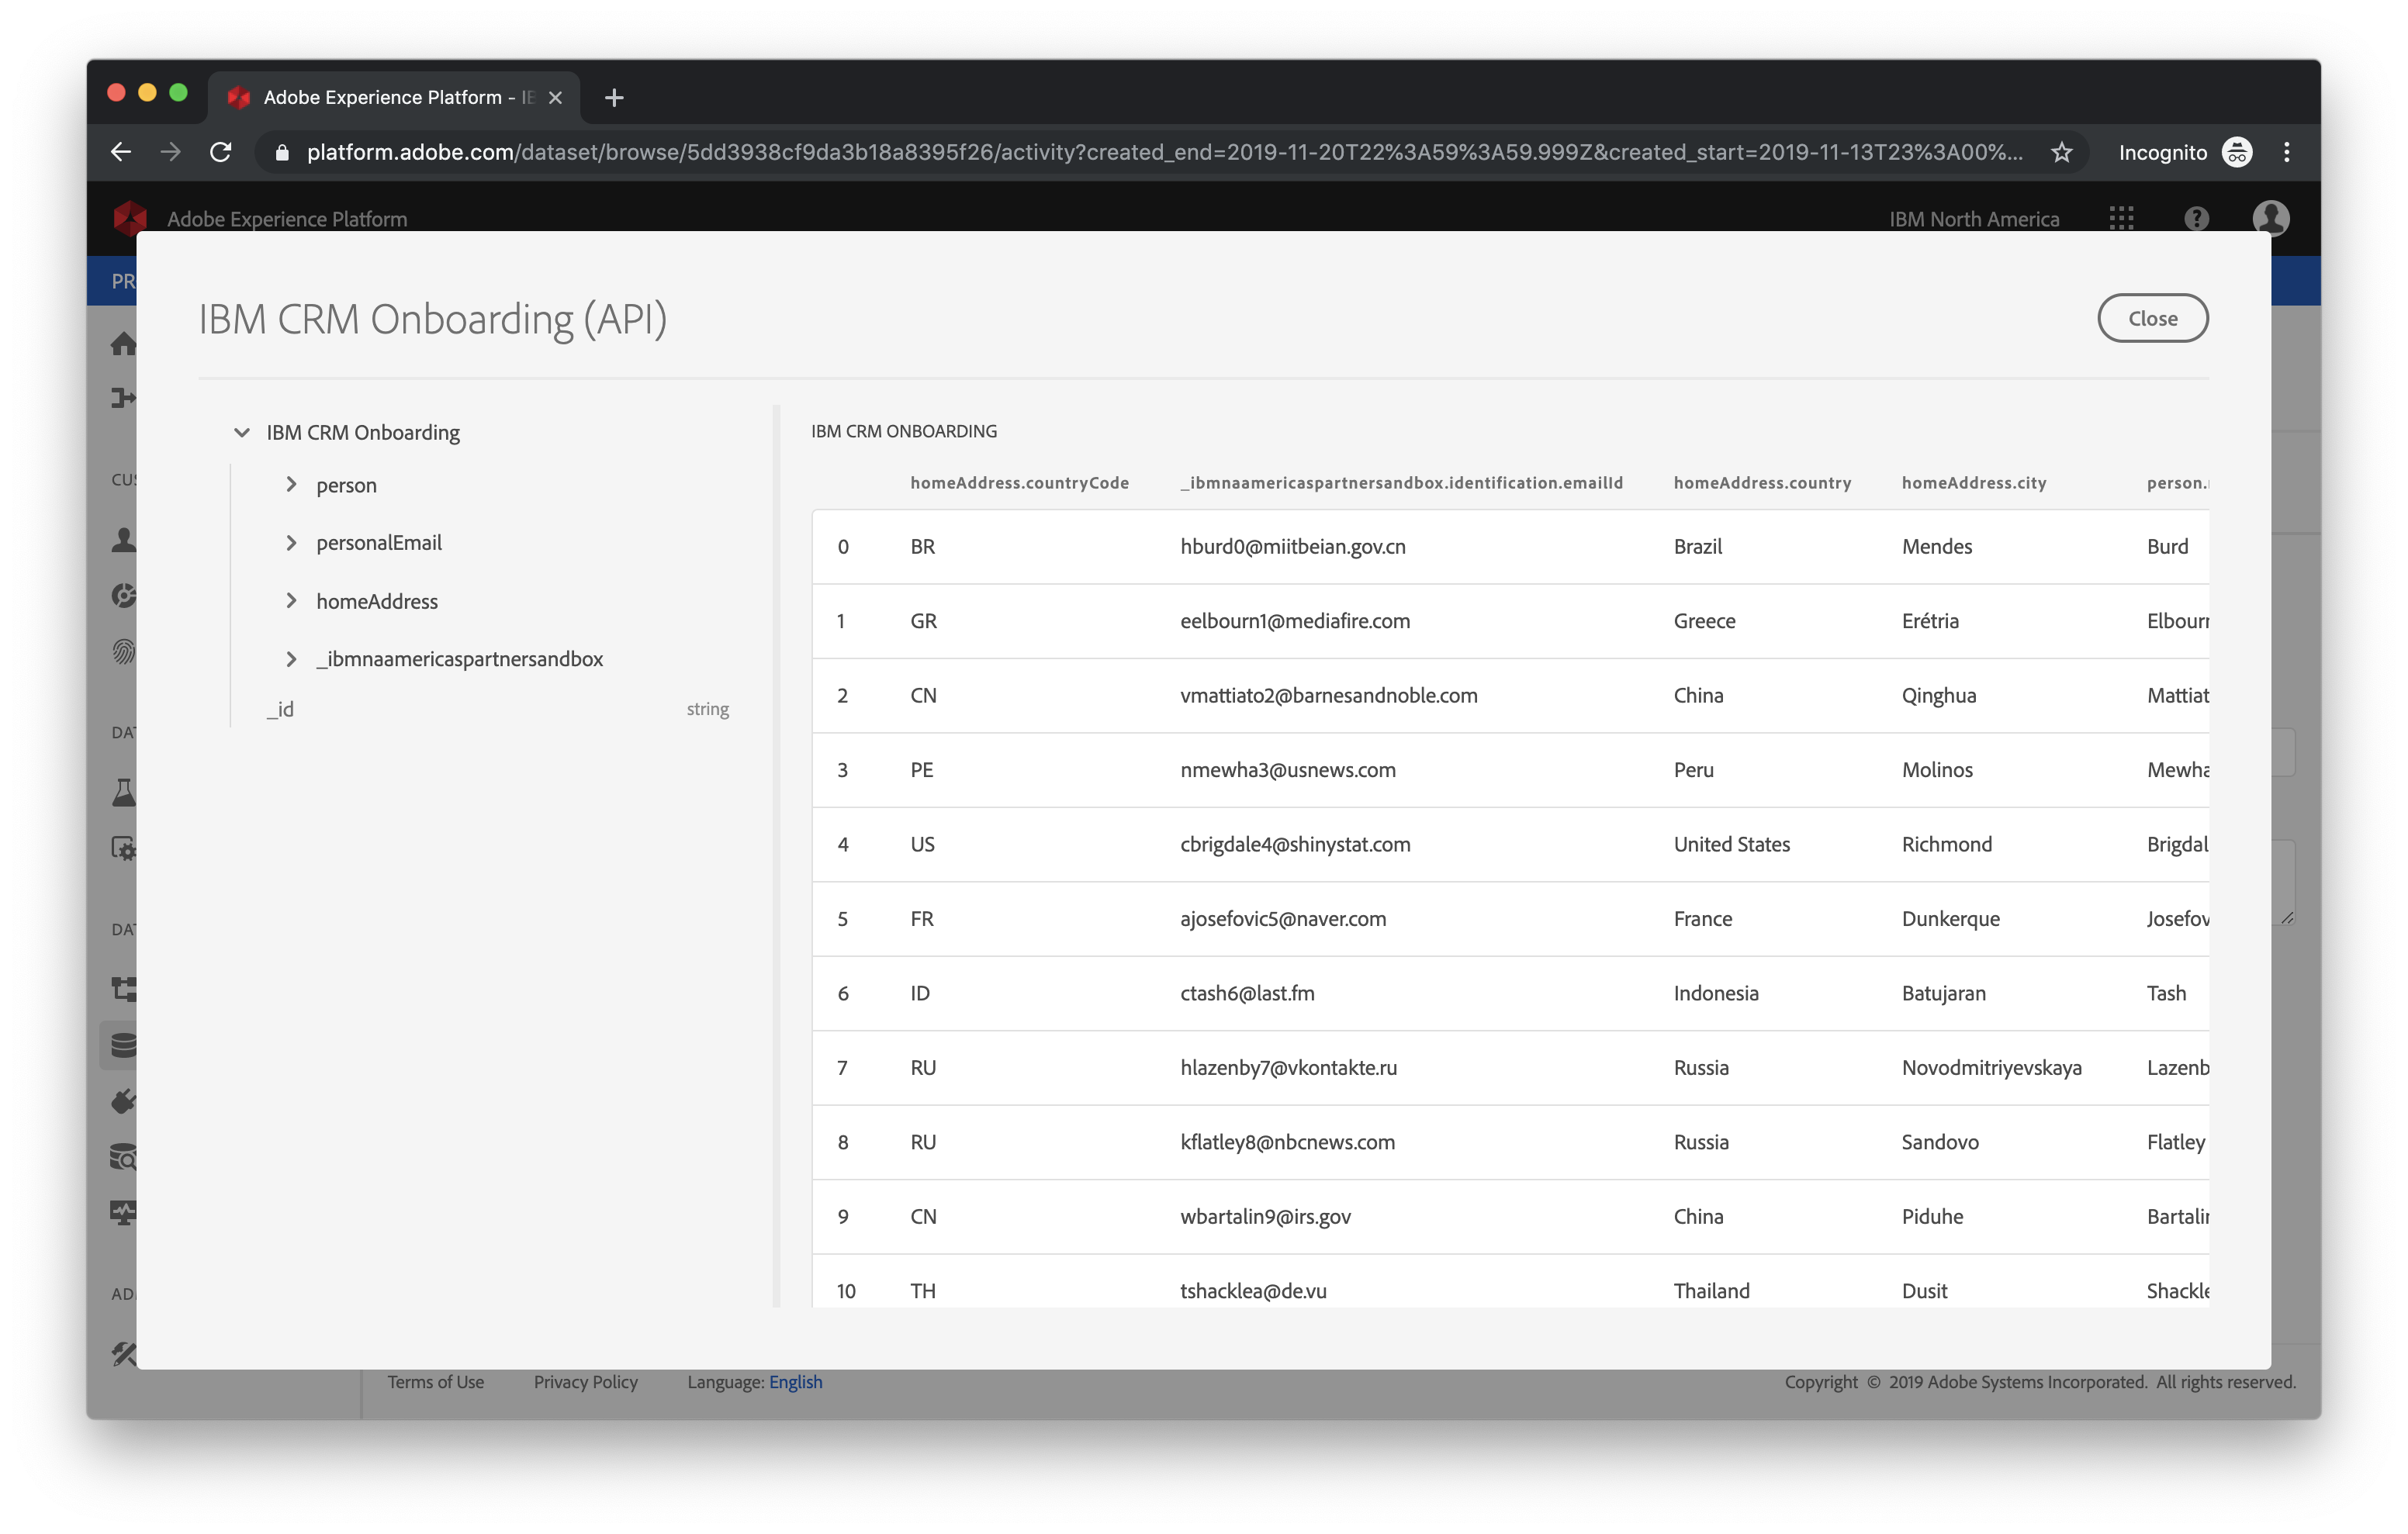 Adobe Experience Platform - IB
platform.adobe.com/dataset/browse/5dd3938cf9da3b18a8395f26/activity?created_end=2019-11-20T22%3A59%3A59.999Z&created_start=2019-11-13T23%3A00%... Incognito
Adobe Experience Platform IBM North America
PR
IBM CRM Onboarding (API) Close
CUS
DAT
DAT
AD
IBM CRM Onboarding
person
personalEmail
homeAddress
_ibmnaamericaspartnersandbox
_id string
IBM CRM ONBOARDING
homeAddress.countryCode _ibmnaamericaspartnersandbox.identification.emailId homeAddress.country homeAddress.city person.
0 BR hburd0@miitbeian.gov.cn Brazil Mendes Burd
1 GR eelbourn1@mediafire.com Greece Erétria Elbourn
2 CN vmattiato2@barnesandnoble.com China Qinghua Mattiat
3 PE nmewha3@usnews.com Peru Molinos Mewha
4 US cbrigdale4@shinystat.com United States Richmond Brigdal
5 FR ajosefovic5@naver.com France Dunkerque Josefov
6 ID ctash6@last.fm Indonesia Batujaran Tash
7 RU hlazenby7@vkontakte.ru Russia Novodmitriyevskaya Lazenb
8 RU kflatley8@nbcnews.com Russia Sandovo Flatley
9 CN wbartalin9@irs.gov China Piduhe Bartalin
10 TH tshacklea@de.vu Thailand Dusit Shackle
Terms of Use Privacy Policy Language: English Copyright © 2019 Adobe Systems Incorporated. All rights reserved.